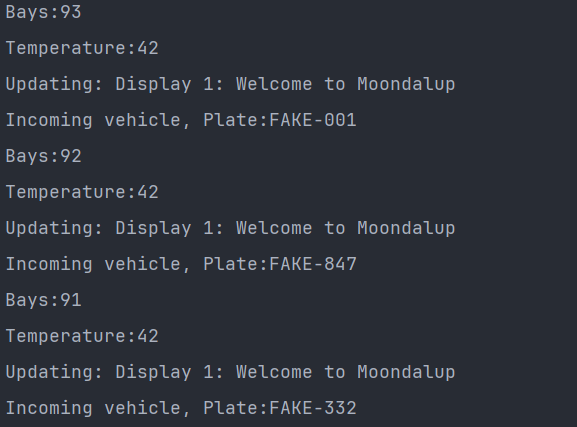 Bays:93
Temperature:42
Updating: Display 1: Welcome to Moondalup
Incoming vehicle, Plate:FAKE-001
Bays:92
Temperature:42
Updating: Display 1: Welcome to Moondalup
Incoming vehicle, Plate:FAKE-847
Bays:91
Temperature:42
Updating: Display 1: Welcome to Moondalup
Incoming vehicle, Plate:FAKE-332